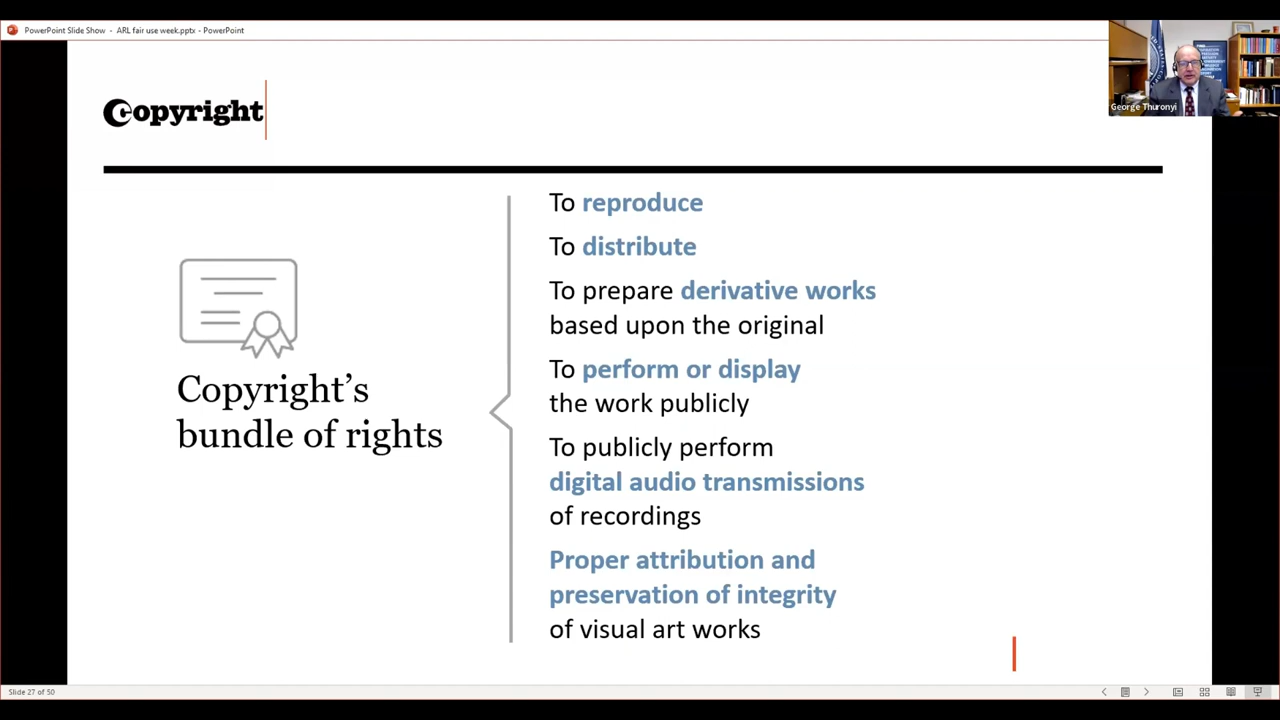 PowerPoint Slide Show - ARL fair use week.pptx - PowerPoint
George Thuronyi
Copyright
Copyright's
bundle of rights
To reproduce
To distribute
To prepare derivative works
based upon the original
To perform or display
the work publicly
To publicly perform
digital audio transmissions
of recordings
Proper attribution and
preservation of integrity
of visual art works
Slide 27 of 50